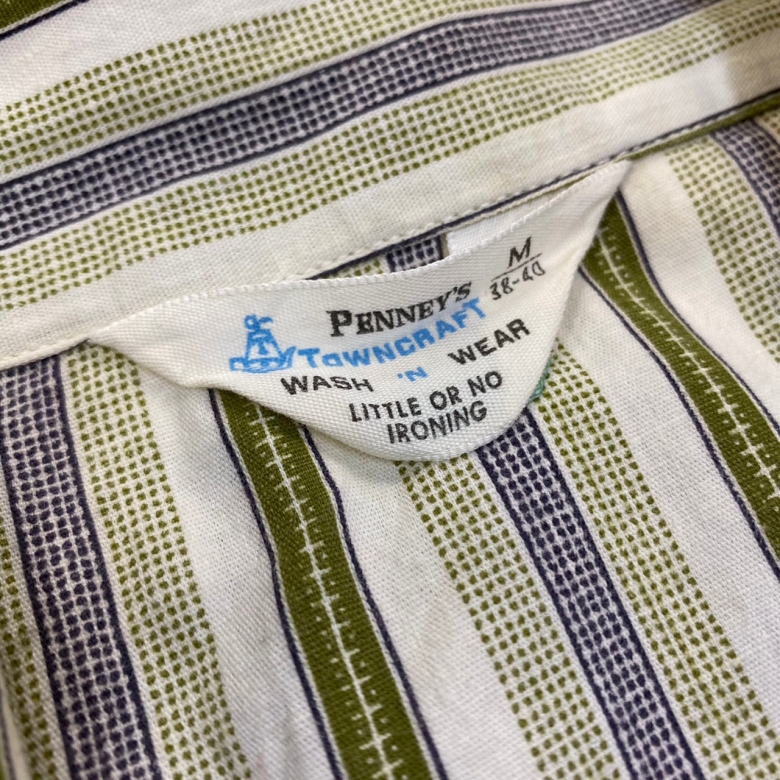 PENNEY'S
M
38-40
TOWNCRAFT
WASH 'N WEAR
LITTLE OR NO
IRONING